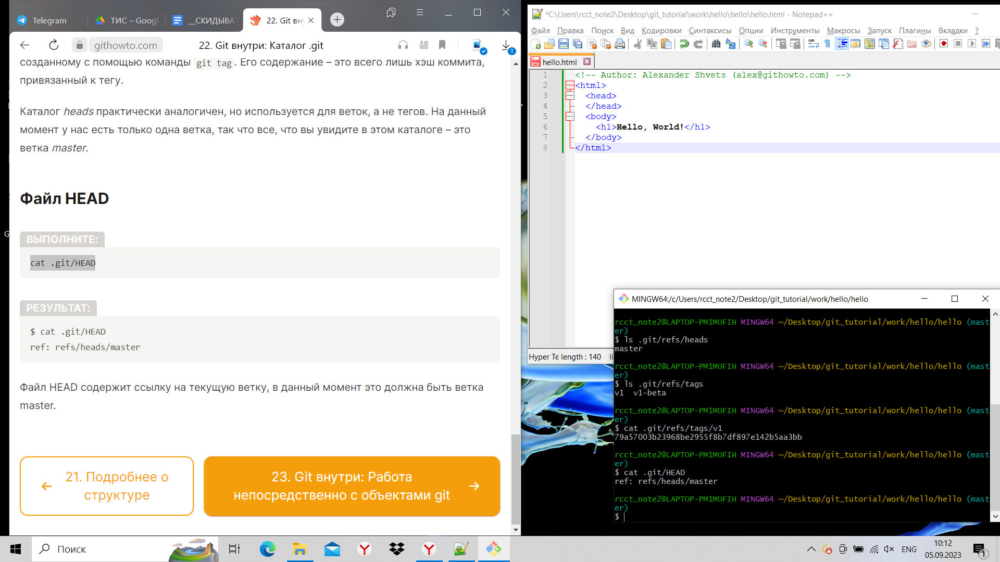 Telegram
ТИС – Googl
__СКИДЫВАТ
22. Git вну
githowto.com
22. Git внутри: Каталог .git
1
созданному с помощью команды git tag. Его содержание – это всего лишь хэш коммита,
привязанный к тегу.
Каталог heads практически аналогичен, но используется для веток, а не тегов. На данный
момент у нас есть только одна ветка, так что все, что вы увидите в этом каталоге – это
ветка master.
Файл HEAD
ВЫПОЛНИТЕ:
cat .git/HEAD
РЕЗУЛЬТАТ:
$ cat .git/HEAD
ref: refs/heads/master
Файл HEAD содержит ссылку на текущую ветку, в данный момент это должна быть ветка
master.
21. Подробнее о
структуре
23. Git внутри: Работа
непосредственно с объектами git
G
*C:\Users\rcct_note2\Desktop\git_tutorial\work\hello\hello\hello.html - Notepad++
Файл Правка Поиск Вид Кодировки Синтаксисы Опции Инструменты Макросы Запуск Плагины Вкладки ?
hello.html
1 <!-- Author: Alexander Shvets (alex@githowto.com) -->
2 <html>
3 <head>
4 </head>
5 <body>
6 <h1>Hello, World!</h1>
7 </body>
8 </html>
Hyper Te length : 140 li
MINGW64:/c/Users/rcct_note2/Desktop/git_tutorial/work/hello/hello
rcct_note2@LAPTOP-PM1MOFIH MINGW64 ~/Desktop/git_tutorial/work/hello/hello (mast
er)
$ ls .git/refs/heads
master
rcct_note2@LAPTOP-PM1MOFIH MINGW64 ~/Desktop/git_tutorial/work/hello/hello (mast
er)
$ ls .git/refs/tags
v1 v1-beta
rcct_note2@LAPTOP-PM1MOFIH MINGW64 ~/Desktop/git_tutorial/work/hello/hello (mast
er)
$ cat .git/refs/tags/v1
79a57003b23968be2955f8b7df897e142b5aa3bb
rcct_note2@LAPTOP-PM1MOFIH MINGW64 ~/Desktop/git_tutorial/work/hello/hello (mast
er)
$ cat .git/HEAD
ref: refs/heads/master
rcct_note2@LAPTOP-PM1MOFIH MINGW64 ~/Desktop/git_tutorial/work/hello/hello (mast
er)
$
Поиск
ENG
10:12
05.09.2023
1